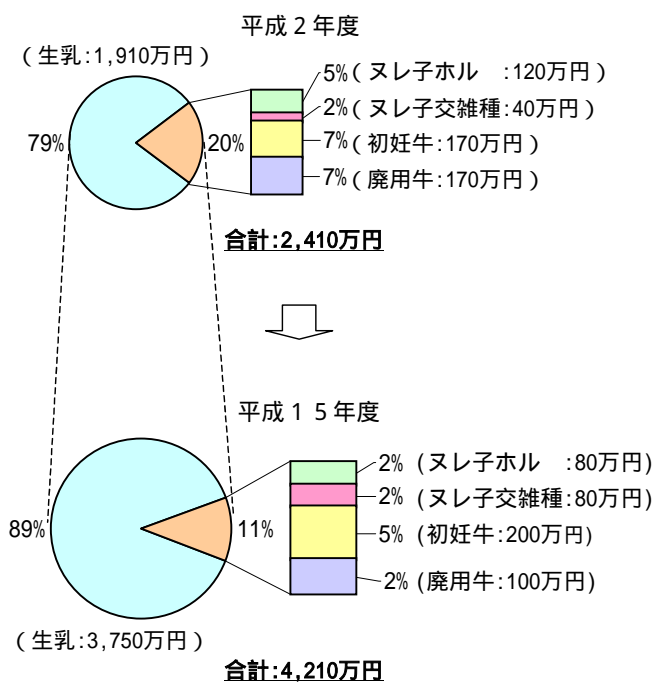 平成２年度
（生乳:1,910万円）
79%
20%
5%（ヌレ子ホル　:120万円）
2%（ヌレ子交雑種:40万円）
7%（初妊牛:170万円）
7%（廃用牛:170万円）
合計:2,410万円
平成１５年度
89%
11%
2% (ヌレ子ホル　:80万円)
2% (ヌレ子交雑種:80万円)
5% (初妊牛:200万円)
2% (廃用牛:100万円)
（生乳:3,750万円）
合計:4,210万円